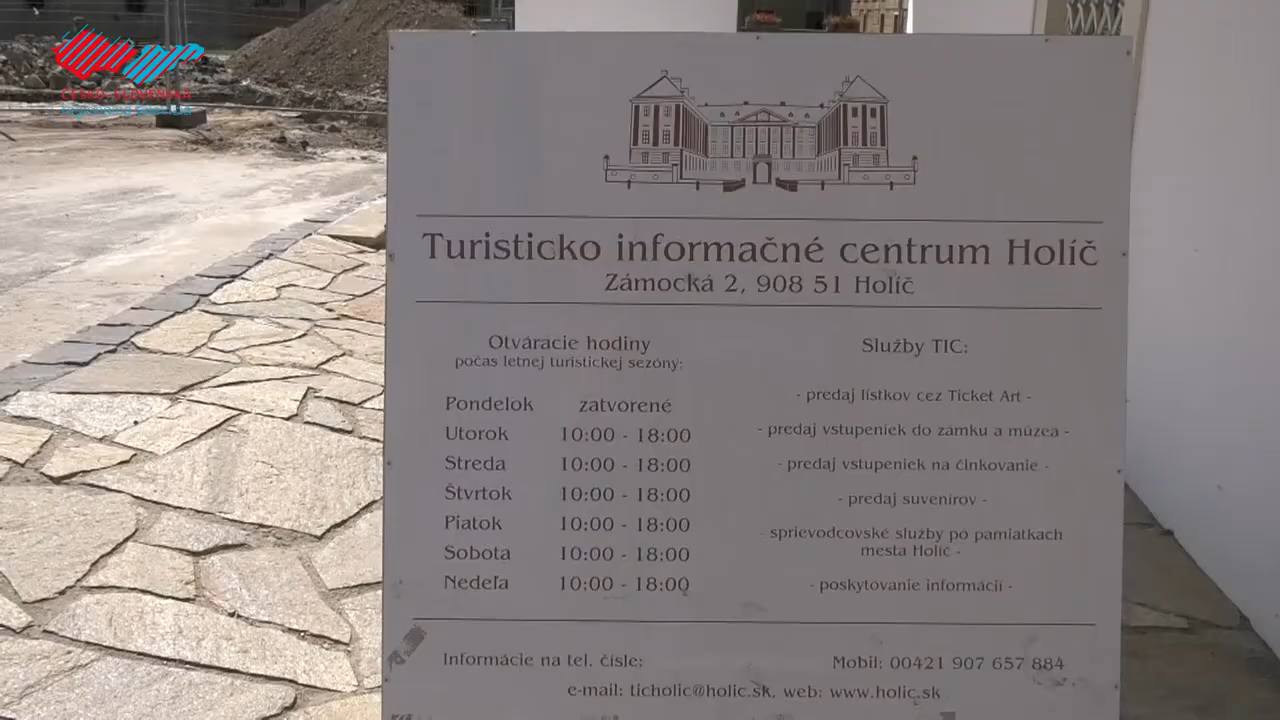 ČESKO-SLOVENSKÁ
Turisticko informačné centrum Holíč
Zámocká 2, 908 51 Holíč
Otváracie hodiny
počas letnej turistickej sezóny:
Pondelok zatvorené
Utorok 10:00 - 18:00
Streda 10:00 - 18:00
Štvrtok 10:00 - 18:00
Piatok 10:00 - 18:00
Sobota 10:00 - 18:00
Nedeľa 10:00 - 18:00
Služby TIC:
- predaj lístkov cez Ticket Art -
- predaj vstupeniek do zámku a múzea -
- predaj vstupeniek na člnkovanie -
- predaj suvenírov -
- sprievodcovské služby po pamiatkach
mesta Holíč -
- poskytovanie informácií -
Informácie na tel. čísle:
Mobil: 00421 907 657 884
e-mail: ticholic@holic.sk, web: www.holic.sk